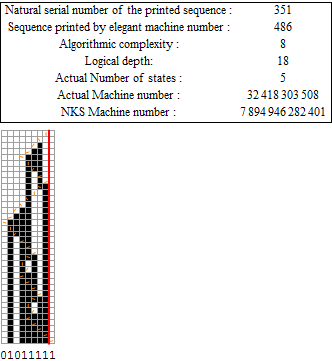 Natural serial number of the printed sequence : 351
Sequence printed by elegant machine number : 486
Algorithmic complexity : 8
Logical depth: 18
Actual Number of states : 5
Actual Machine number : 32 418 303 508
NKS Machine number : 7 894 946 282 401
01011111